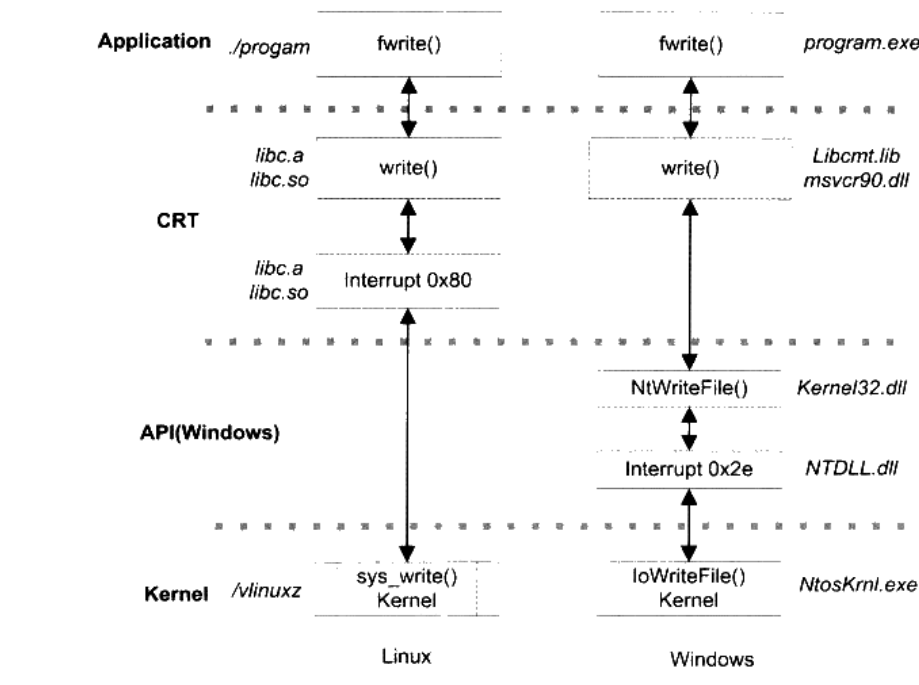 Application ./progam fwrite() fwrite() program.exe
libc.a
libc.so
write() write()
Libcmt.lib
msvcr90.dll
CRT
libc.a
libc.so
Interrupt 0x80
NtWriteFile() Kernel32.dll
API(Windows)
Interrupt 0x2e NTDLL.dll
Kernel /vlinuxz
sys_write()
Kernel
IoWriteFile()
Kernel
NtosKrnl.exe
Linux Windows